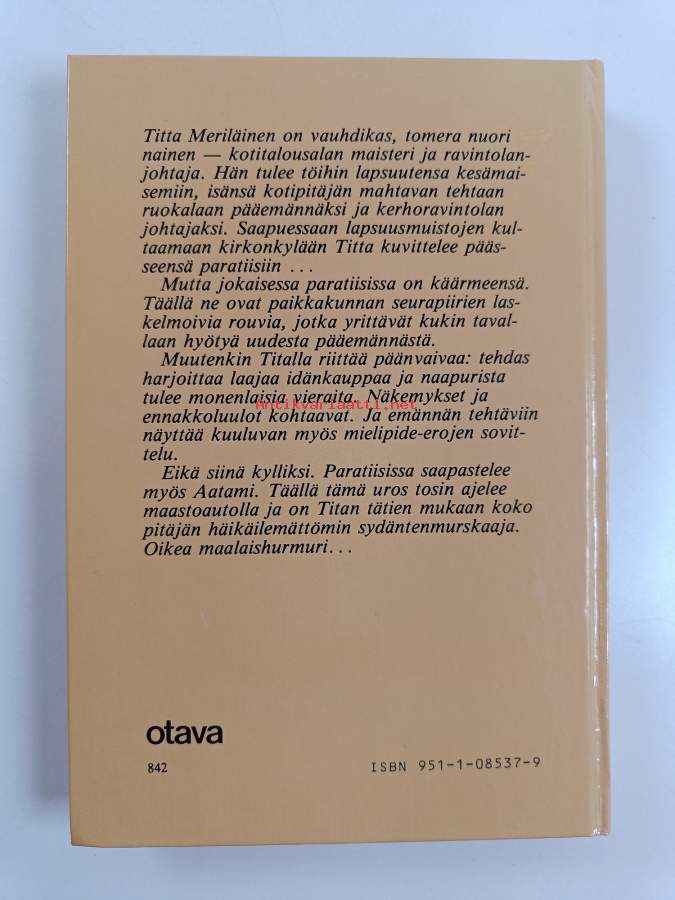 Titta Meriläinen on vauhdikas, tomera nuori
nainen — kotitalousalan maisteri ja ravintolan-
johtaja. Hän tulee töihin lapsuutensa kesämai-
semiin, isänsä kotipitäjän mahtavan tehtaan
ruokalaan pääemännäksi ja kerhoravintolan
johtajaksi. Saapuessaan lapsuusmuistojen kul-
taamaan kirkonkylään Titta kuvittelee pääs-
seensä paratiisiin ...
Mutta jokaisessa paratiisissa on käärmeensä.
Täällä ne ovat paikkakunnan seurapiirien las-
kelmoivia rouvia, jotka yrittävät kukin taval-
laan hyötyä uudesta pääemännästä.
Muutenkin Titalla riittää päänvaivaa: tehdas
harjoittaa laajaa idänkauppaa ja naapurista
tulee monenlaisia vieraita. Näkemykset ja
Antikvariaatti.net
ennakkoluulot kohtaavat. Ja emännän tehtäviin
näyttää kuuluvan myös mielipide-erojen sovit-
telu.
Eikä siinä kylliksi. Paratiisissa saapastelee
myös Aatami. Täällä tämä uros tosin ajelee
maastoautolla ja on Titan tätien mukaan koko
pitäjän häikäilemättömin sydäntenmurskaaja.
Oikea maalaishurmuri...
otava
842
ISBN 951-1-08537-9